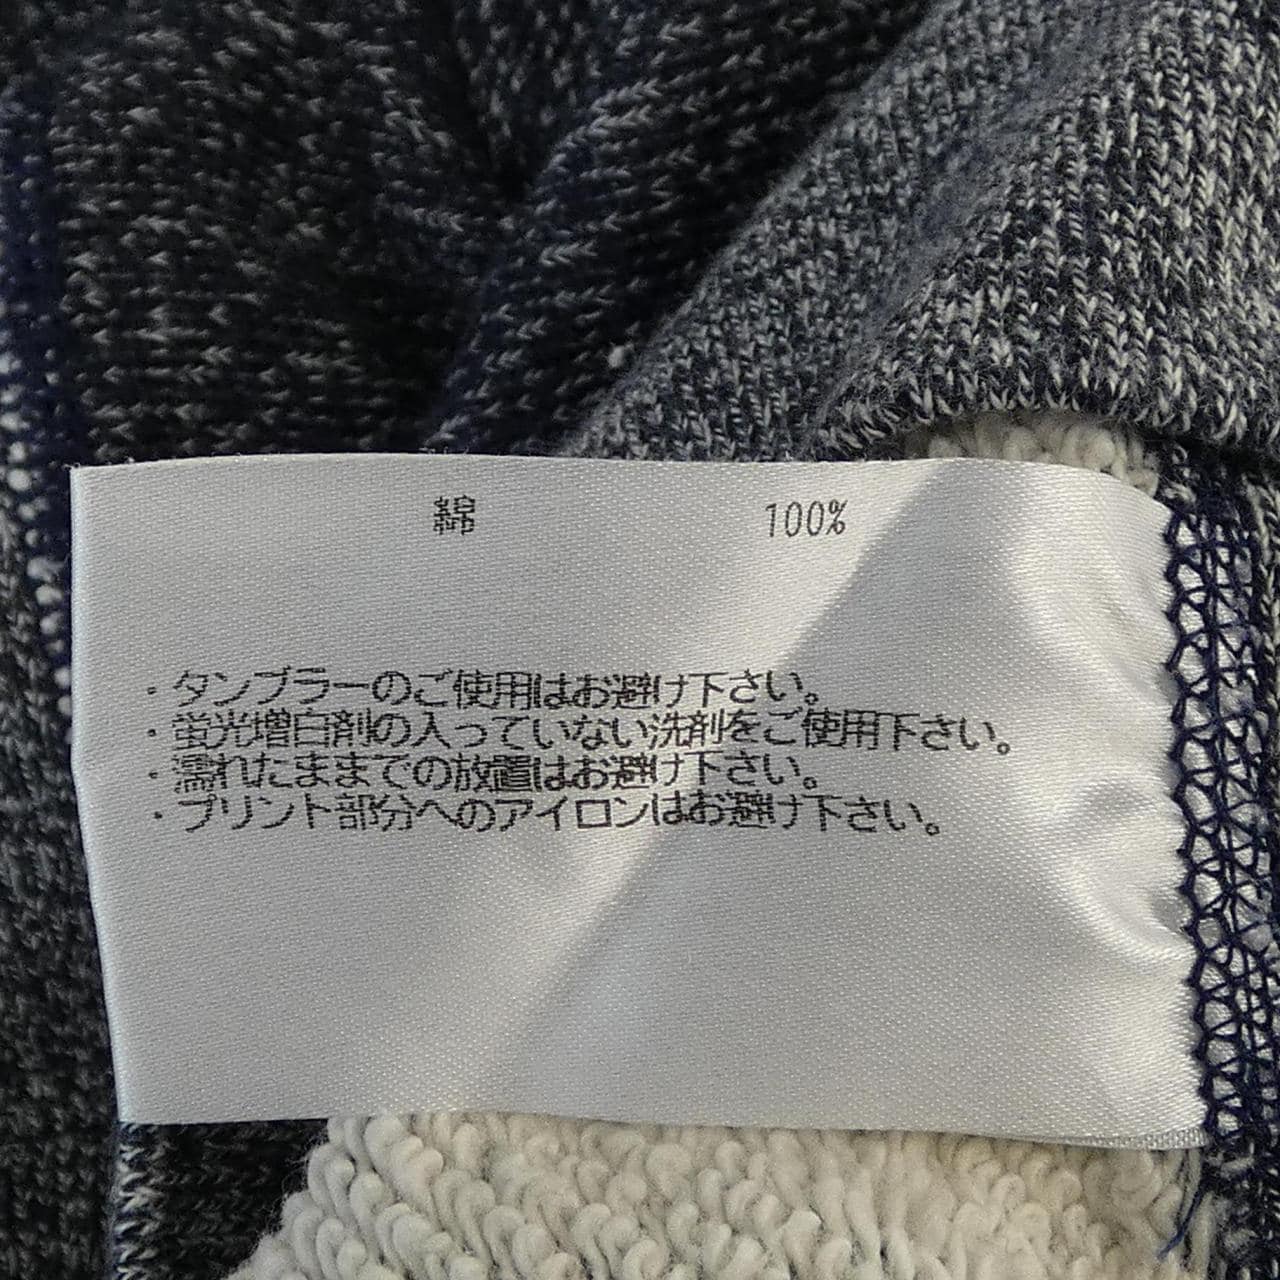 綿 100%
・タンブラーのご使用はお避け下さい。
・蛍光増白剤の入っていない洗剤をご使用下さい。
・濡れたままでの放置はお避け下さい。
・プリント部分へのアイロンはお避け下さい。